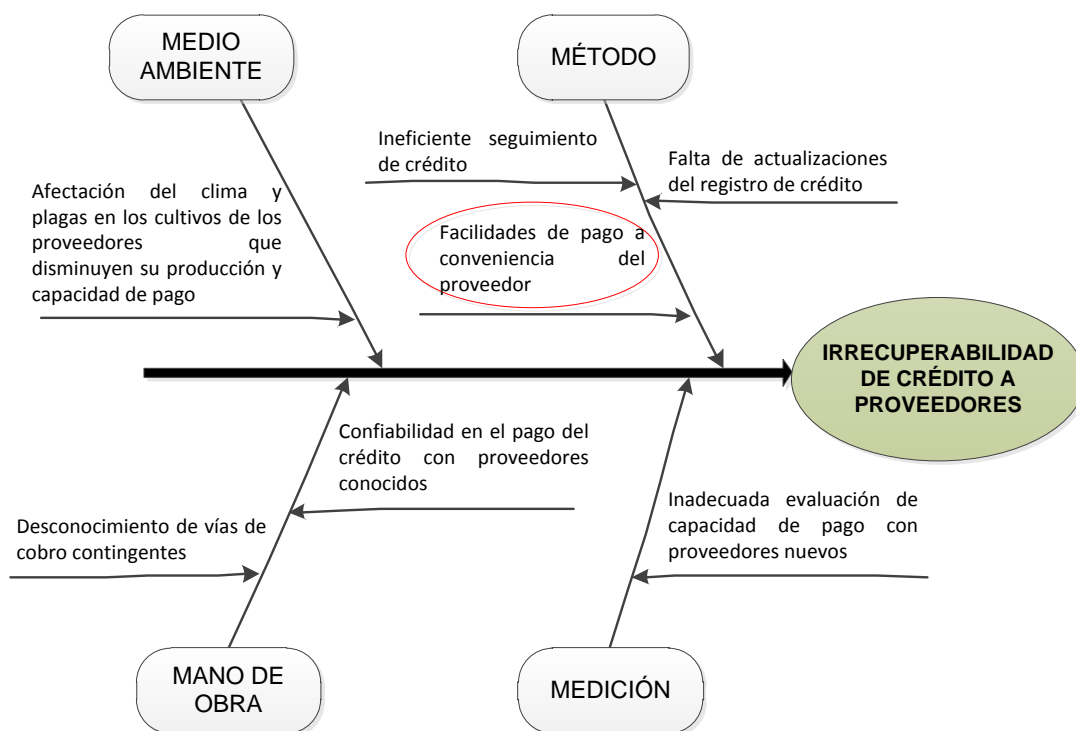 MEDIO
AMBIENTE
MÉTODO
Ineficiente seguimiento
de crédito
Falta de actualizaciones
del registro de crédito
Afectación del clima y
plagas en los cultivos de los
proveedores que
disminuyen su producción y
capacidad de pago
Facilidades de pago a
conveniencia del
proveedor
IRRECUPERABILIDAD
DE CRÉDITO A
PROVEEDORES
Confiabilidad en el pago del
crédito con proveedores
conocidos
Desconocimiento de vías de
cobro contingentes
Inadecuada evaluación de
capacidad de pago con
proveedores nuevos
MANO DE
OBRA
MEDICIÓN